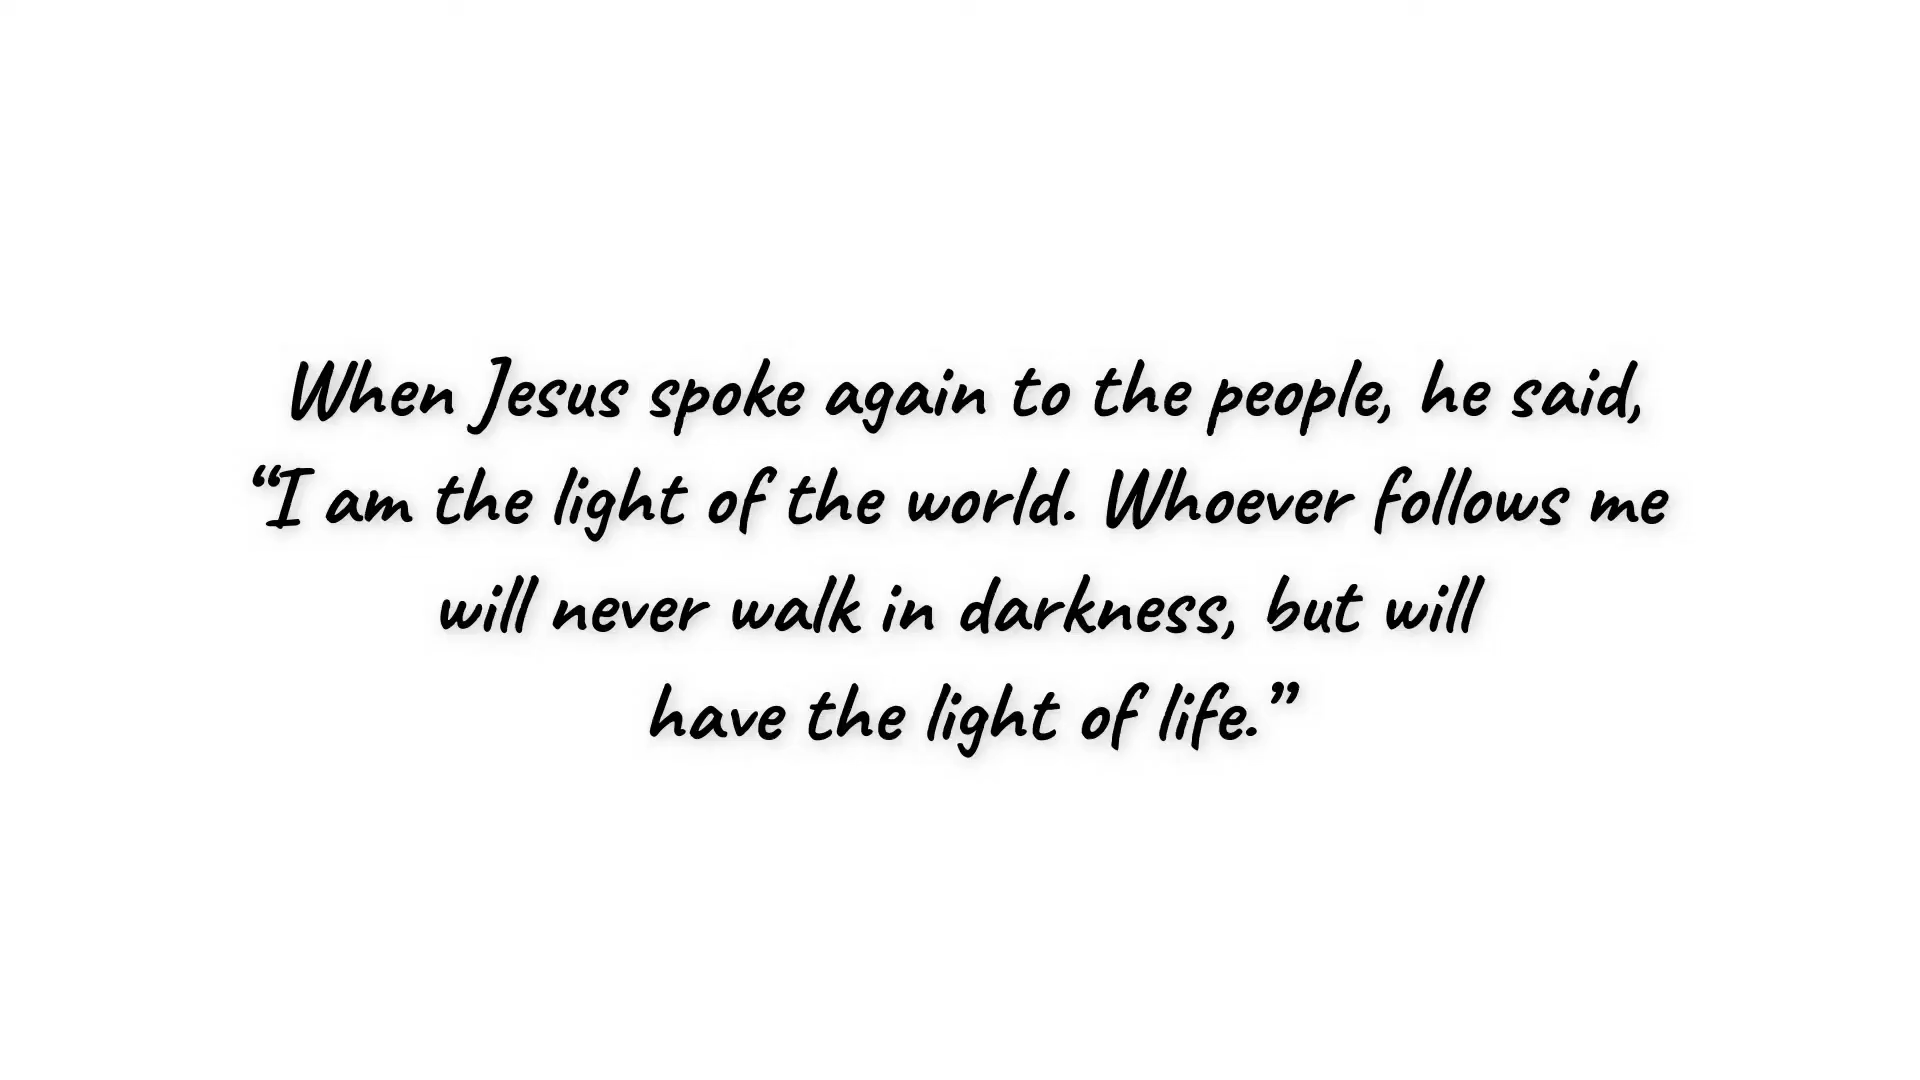 When Jesus spoke again to the people, he said,
“I am the light of the world. Whoever follows me
will never walk in darkness, but will
have the light of life.”